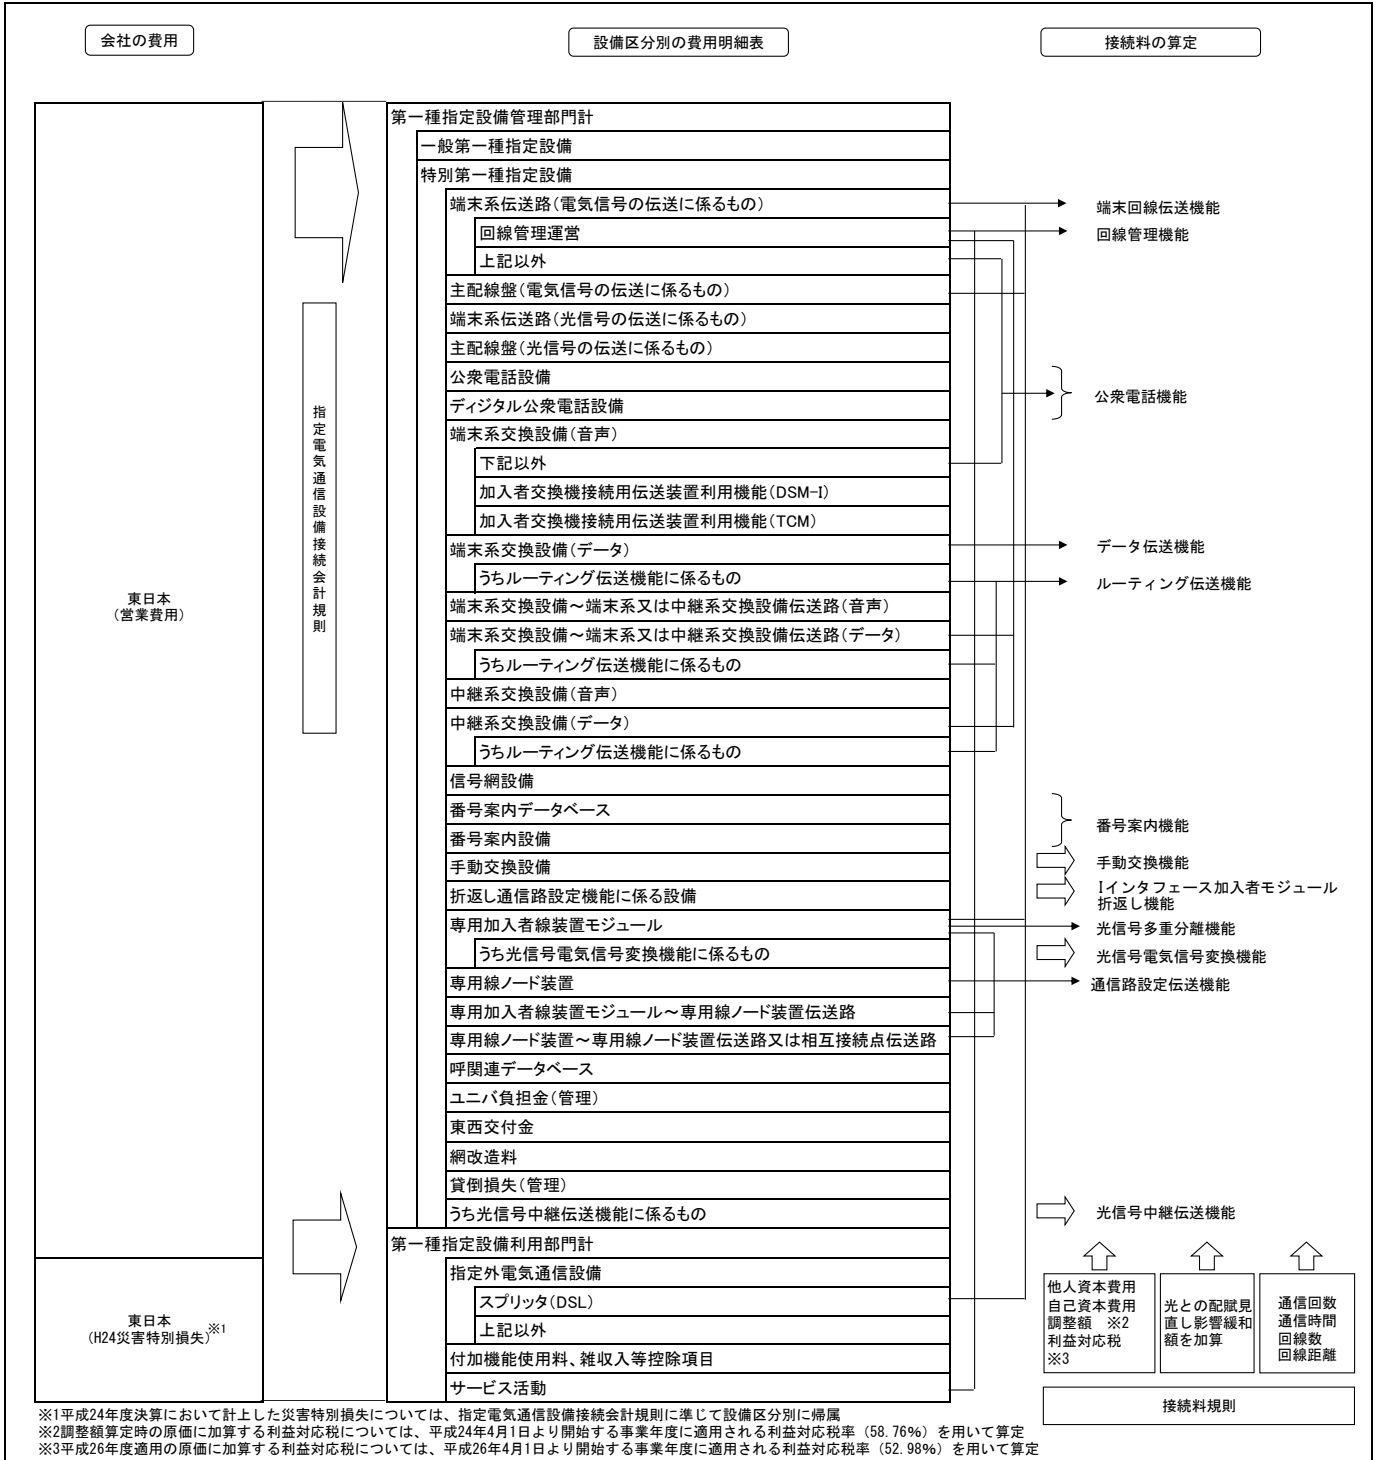 会社の費用
設備区分別の費用明細表
接続料の算定
東日本
(営業費用)
東日本
(H24災害特別損失)※1
指定電気通信設備接続会計規則
第一種指定設備管理部門計
一般第一種指定設備
特別第一種指定設備
端末系伝送路(電気信号の伝送に係るもの)
回線管理運営
上記以外
主配線盤(電気信号の伝送に係るもの)
端末系伝送路(光信号の伝送に係るもの)
主配線盤(光信号の伝送に係るもの)
公衆電話設備
ディジタル公衆電話設備
端末系交換設備(音声)
下記以外
加入者交換機接続用伝送装置利用機能(DSM-I)
加入者交換機接続用伝送装置利用機能(TCM)
端末系交換設備(データ)
うちルーティング伝送機能に係るもの
端末系交換設備～端末系又は中継系交換設備伝送路(音声)
端末系交換設備～端末系又は中継系交換設備伝送路(データ)
うちルーティング伝送機能に係るもの
中継系交換設備(音声)
中継系交換設備(データ)
うちルーティング伝送機能に係るもの
信号網設備
番号案内データベース
番号案内設備
手動交換設備
折返し通信路設定機能に係る設備
専用加入者線装置モジュール
うち光信号電気信号変換機能に係るもの
専用線ノード装置
専用加入者線装置モジュール～専用線ノード装置伝送路
専用線ノード装置～専用線ノード装置伝送路又は相互接続点伝送路
呼関連データベース
ユニバ負担金(管理)
東西交付金
網改造料
貸倒損失(管理)
うち光信号中継伝送機能に係るもの
第一種指定設備利用部門計
指定外電気通信設備
スプリッタ(DSL)
上記以外
付加機能使用料、雑収入等控除項目
サービス活動
端末回線伝送機能
回線管理機能
公衆電話機能
データ伝送機能
ルーティング伝送機能
番号案内機能
手動交換機能
Iインタフェース加入者モジュール
折返し機能
光信号多重分離機能
光信号電気信号変換機能
通信路設定伝送機能
光信号中継伝送機能
他人資本費用
自己資本費用
調整額 ※2
利益対応税
※3
光との配賦見
直し影響緩和
額を加算
通信回数
通信時間
回線数
回線距離
接続料規則
※1平成24年度決算において計上した災害特別損失については、指定電気通信設備接続会計規則に準じて設備区分別に帰属
※2調整額算定時の原価に加算する利益対応税については、平成24年4月1日より開始する事業年度に適用される利益対応税率（58.76%）を用いて算定
※3平成26年度適用の原価に加算する利益対応税については、平成26年4月1日より開始する事業年度に適用される利益対応税率（52.98%）を用いて算定